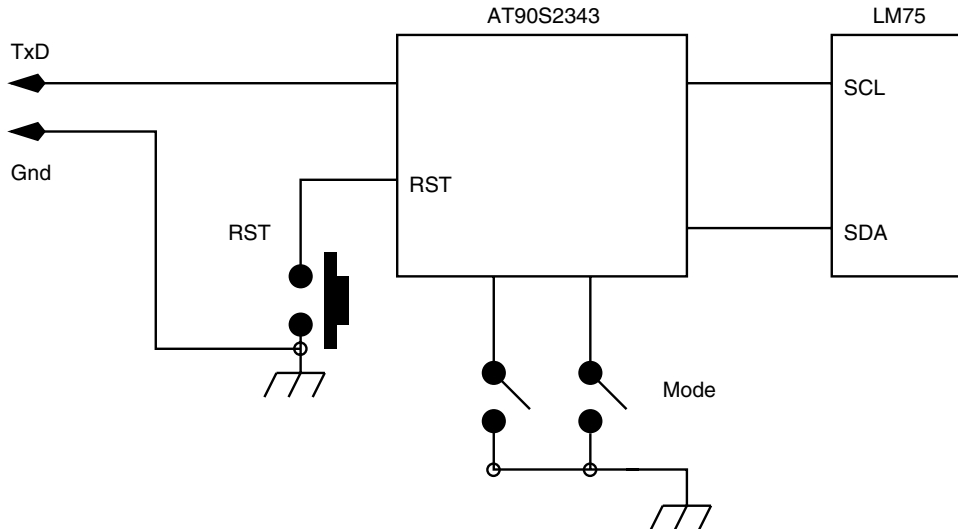 AT90S2343
LM75
TxD
SCL
Gnd
RST
RST
SDA
Mode